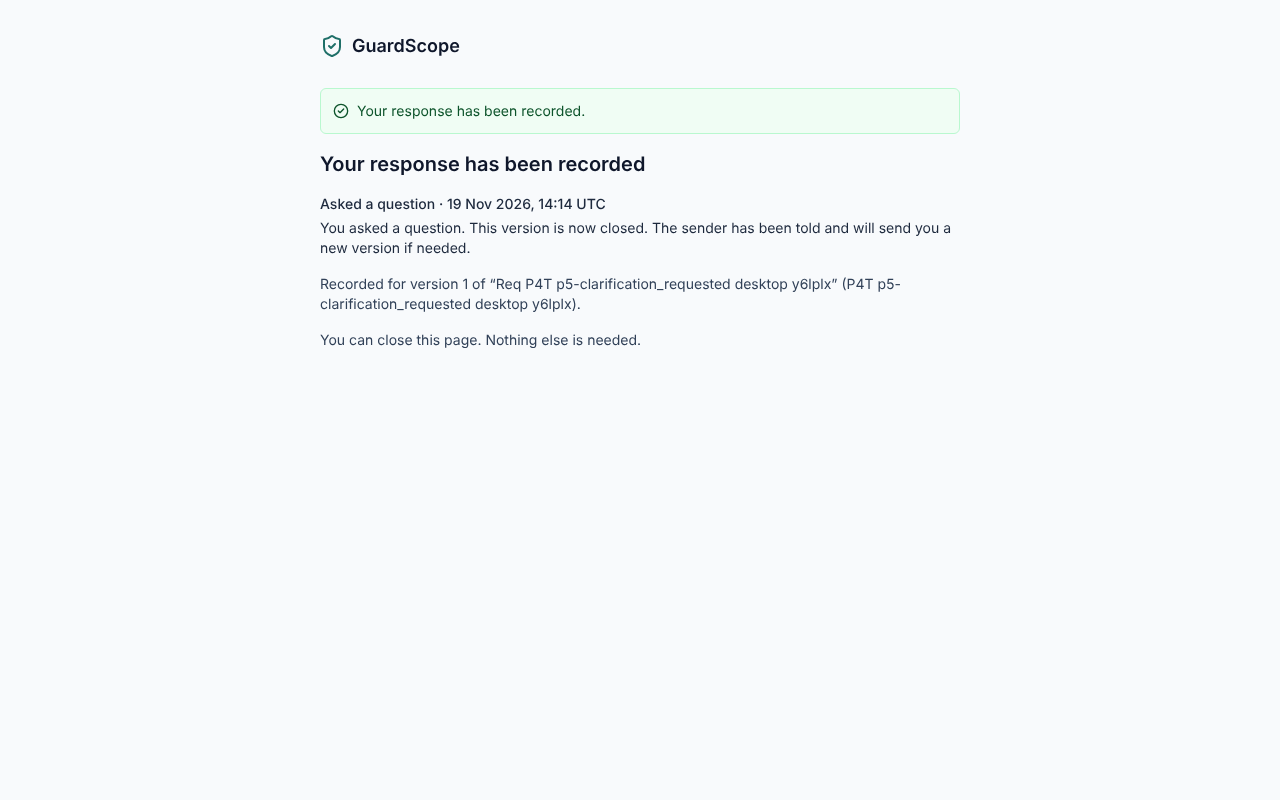 GuardScope
Your response has been recorded.
Your response has been recorded
Asked a question · 19 Nov 2026, 14:14 UTC
You asked a question. This version is now closed. The sender has been told and will send you a
new version if needed.
Recorded for version 1 of “Req P4T p5-clarification_requested desktop y6lplx” (P4T p5-
clarification_requested desktop y6lplx).
You can close this page. Nothing else is needed.